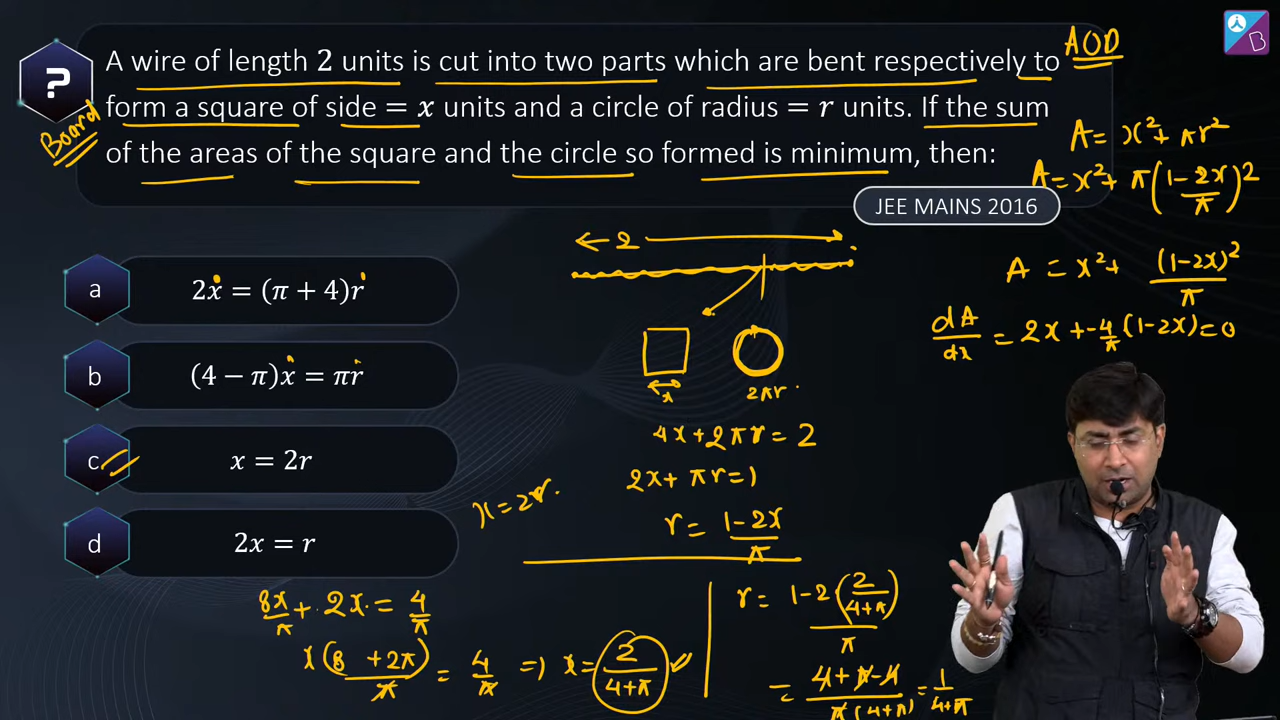 A wire of length 2 units is cut into two parts which are bent respectively to
form a square of side = x units and a circle of radius = r units. If the sum
of the areas of the square and the circle so formed is minimum, then:
?
Board
AOD
B
JEE MAINS 2016
A = x² + πr²
A = x² + π(1-2x/π)²
A = x² + (1-2x)²/π
dA/dx = 2x + -4/π (1-2x) = 0
a 2x = (π + 4)r
b (4 − π)x = πr
c x = 2r
d 2x = r
2
x
2πr
4x + 2πr = 2
2x + πr = 1
r = 1-2x/π
x = 2r.
8x/π + 2x = 4/π
x(8 + 2π)/π = 4/π ⇒ x = 2/4+π
r = 1-2(2/4+π)/π
= 4+π-4/π(4+π) = 1/4+π